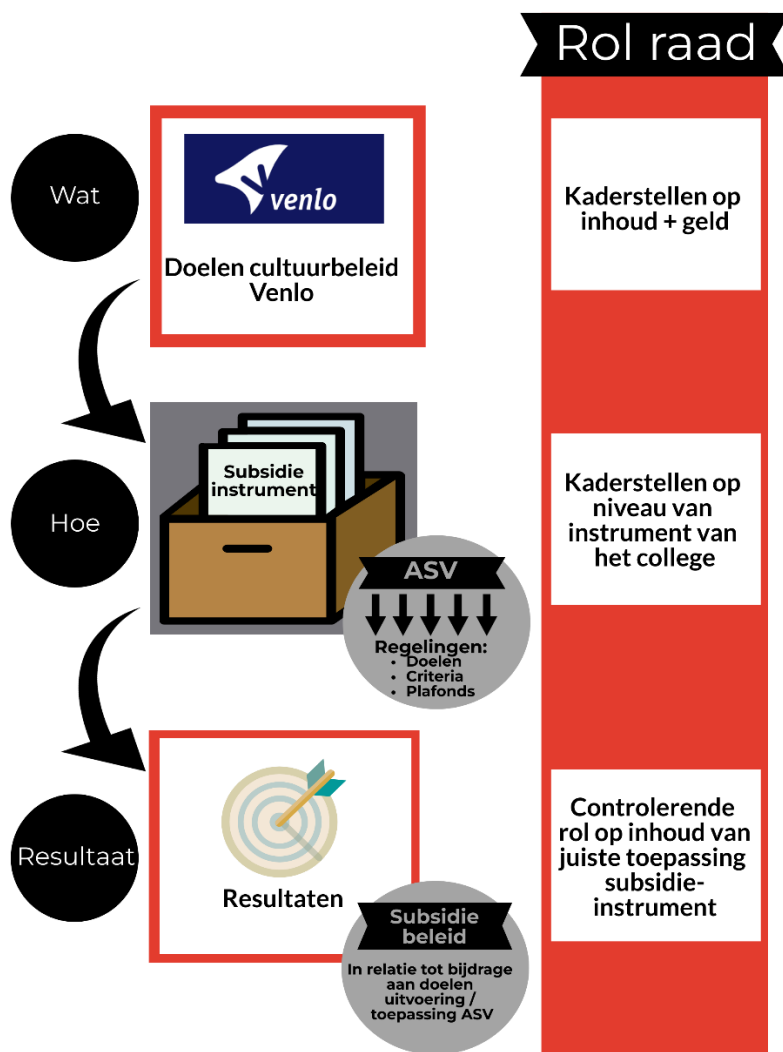 Rol raad
Wat
venlo
Doelen cultuurbeleid
Venlo
Kaderstellen op
inhoud + geld
Hoe
Subsidie
instrument
ASV
Regelingen:
• Doelen
• Criteria
• Plafonds
Kaderstellen op
niveau van
instrument van
het college
Resultaat
Resultaten
Subsidie
beleid
In relatie tot bijdrage
aan doelen
uitvoering /
toepassing ASV
Controlerende
rol op inhoud van
juiste toepassing
subsidie-
instrument